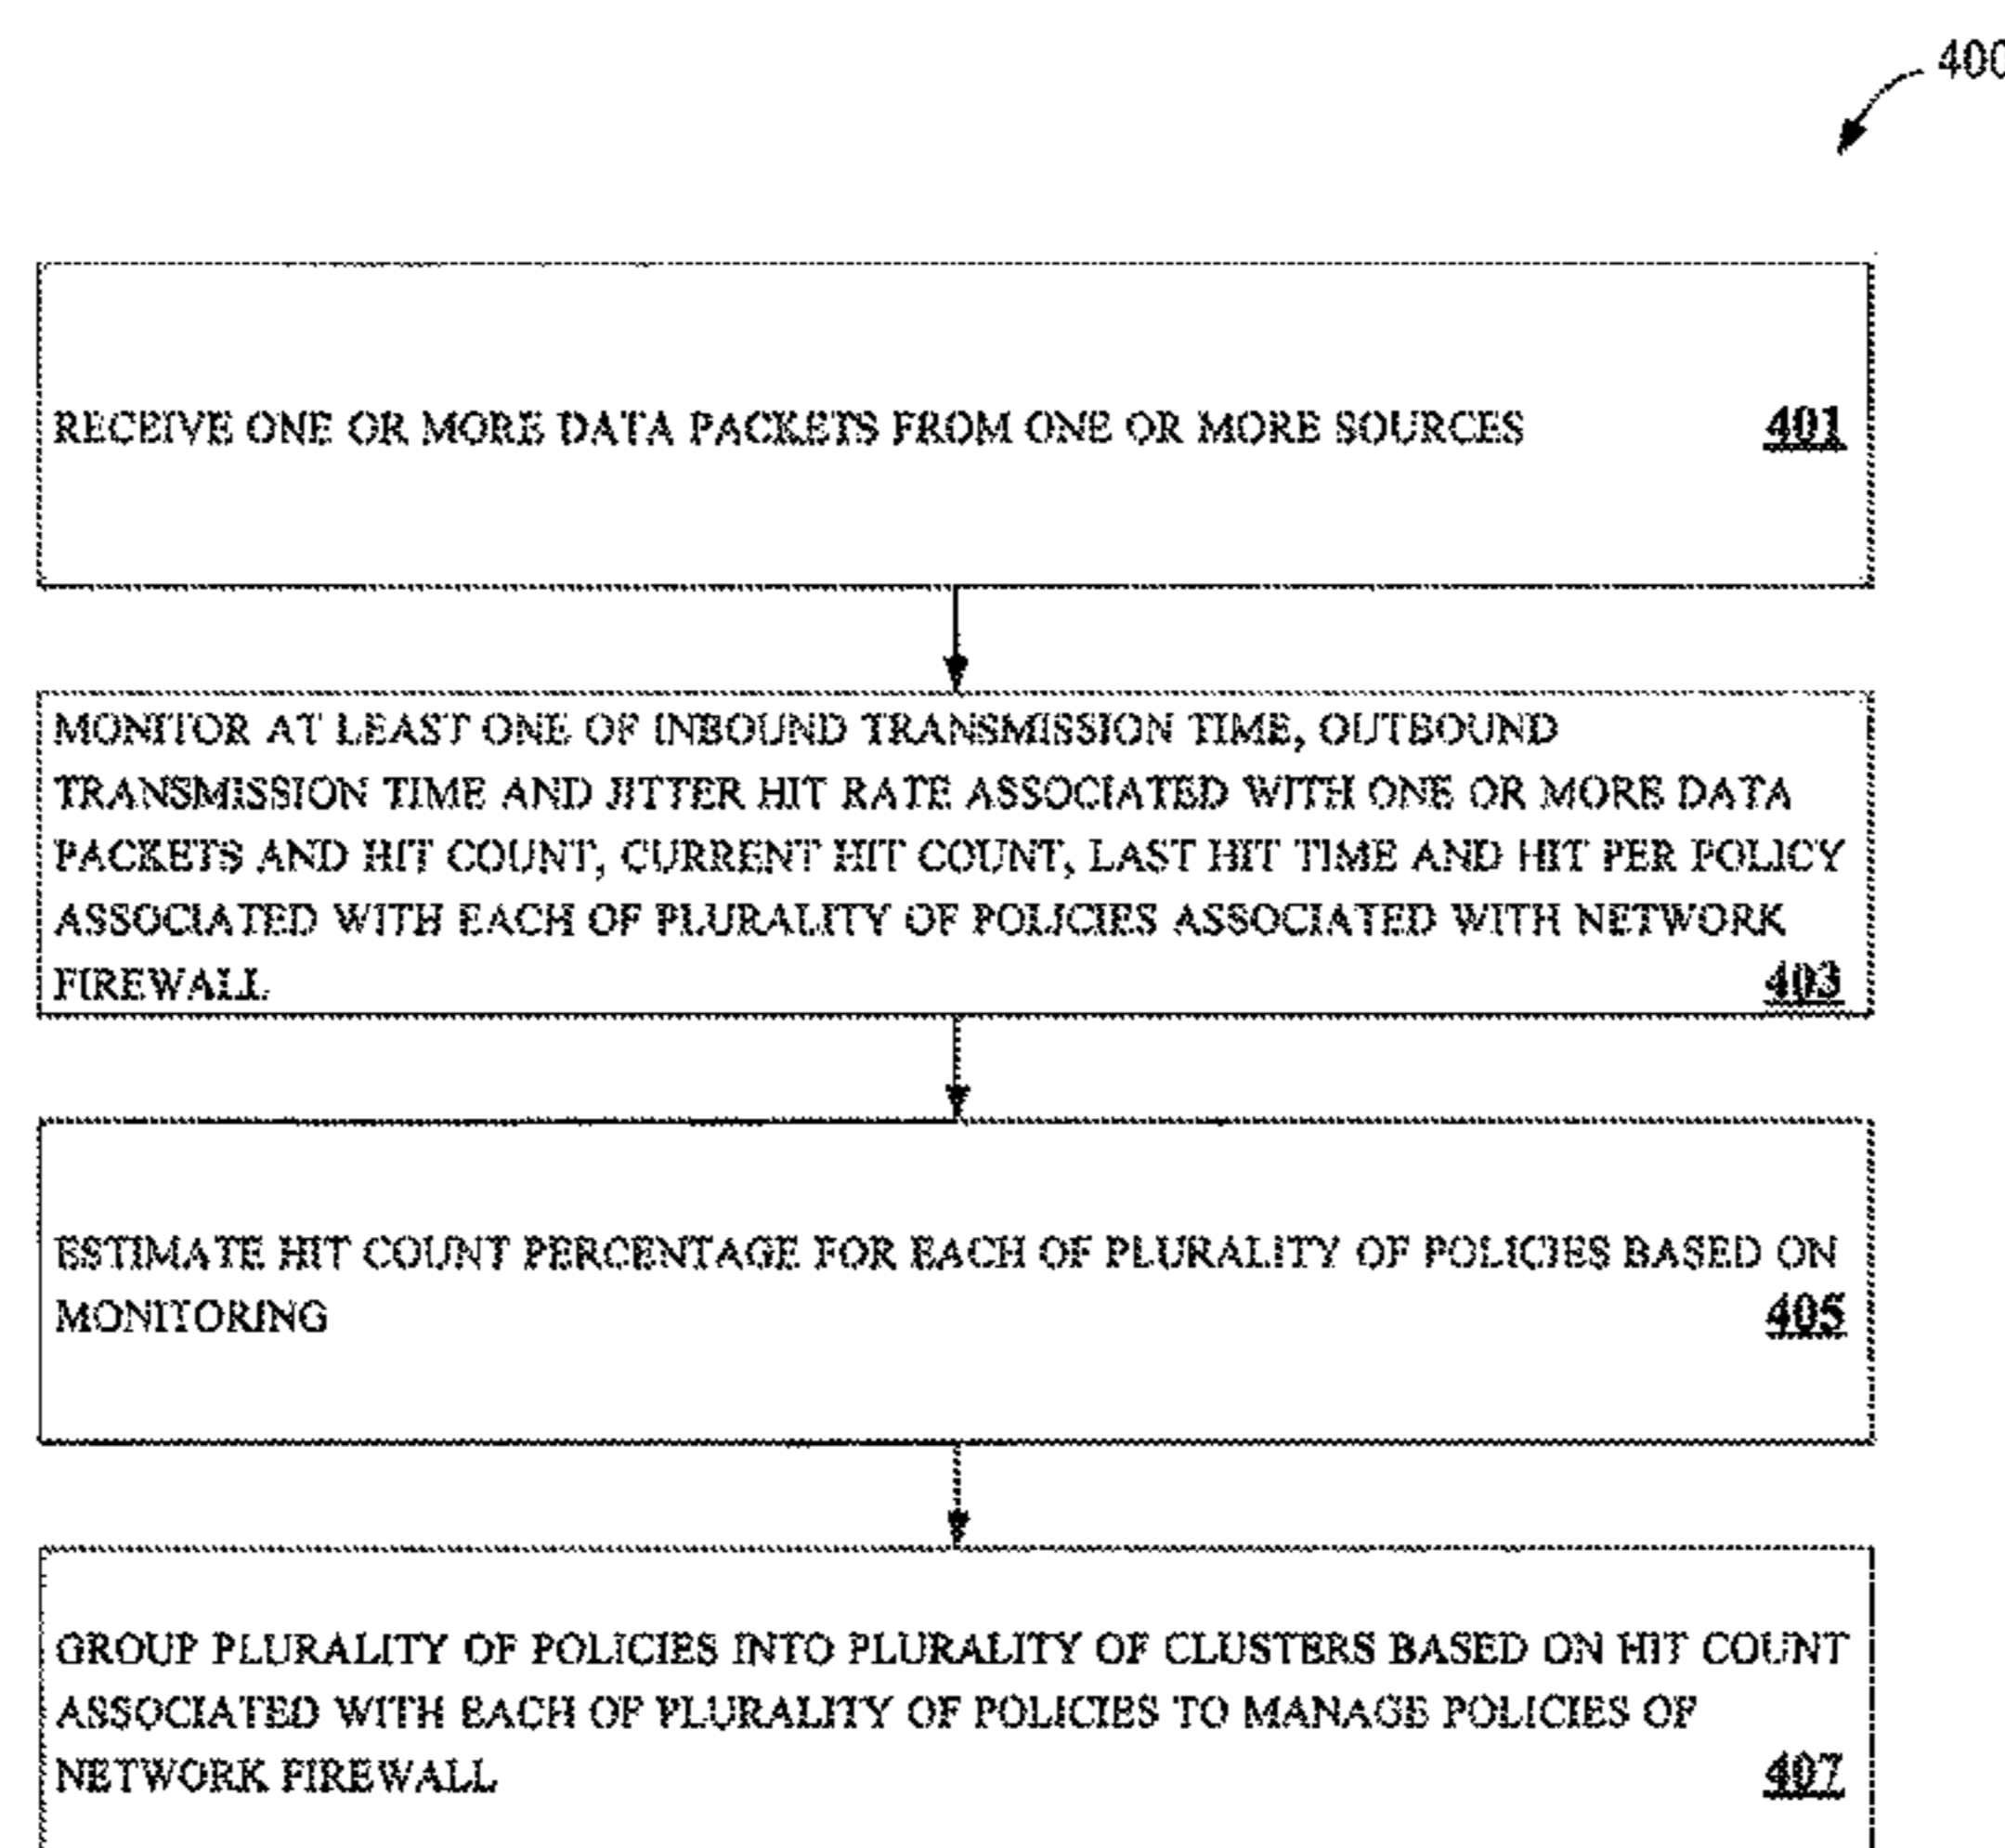 400
RECEIVE ONE OR MORE DATA PACKETS FROM ONE OR MORE SOURCES 401
MONITOR AT LEAST ONE OF INBOUND TRANSMISSION TIME, OUTBOUND
TRANSMISSION TIME AND JITTER HIT RATE ASSOCIATED WITH ONE OR MORE DATA
PACKETS AND HIT COUNT, CURRENT HIT COUNT, LAST HIT TIME AND HIT PER POLICY
ASSOCIATED WITH EACH OF PLURALITY OF POLICIES ASSOCIATED WITH NETWORK
FIREWALL 403
ESTIMATE HIT COUNT PERCENTAGE FOR EACH OF PLURALITY OF POLICIES BASED ON
MONITORING 405
GROUP PLURALITY OF POLICIES INTO PLURALITY OF CLUSTERS BASED ON HIT COUNT
ASSOCIATED WITH EACH OF PLURALITY OF POLICIES TO MANAGE POLICIES OF
NETWORK FIREWALL 407